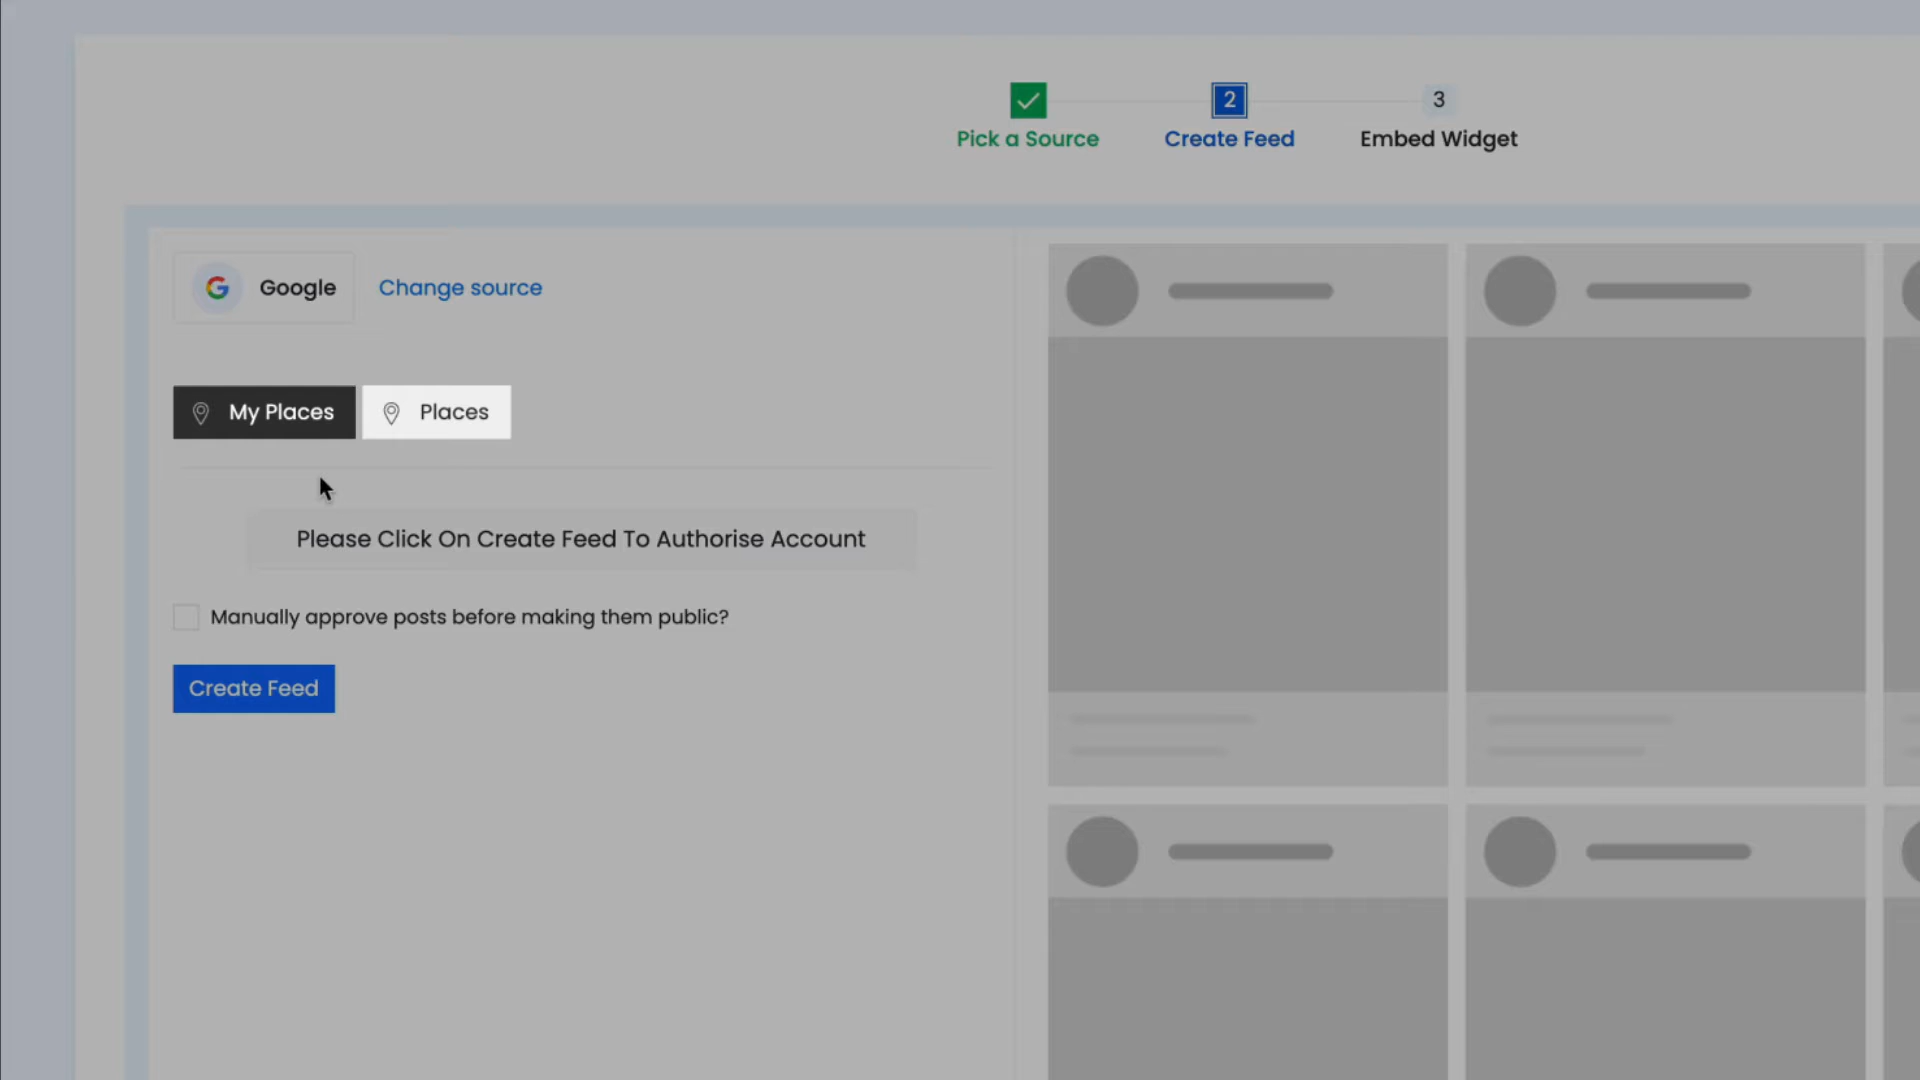 2
3
Pick a Source
Create Feed
Embed Widget
Google
Change source
My Places
Places
Please Click On Create Feed To Authorise Account
Manually approve posts before making them public?
Create Feed